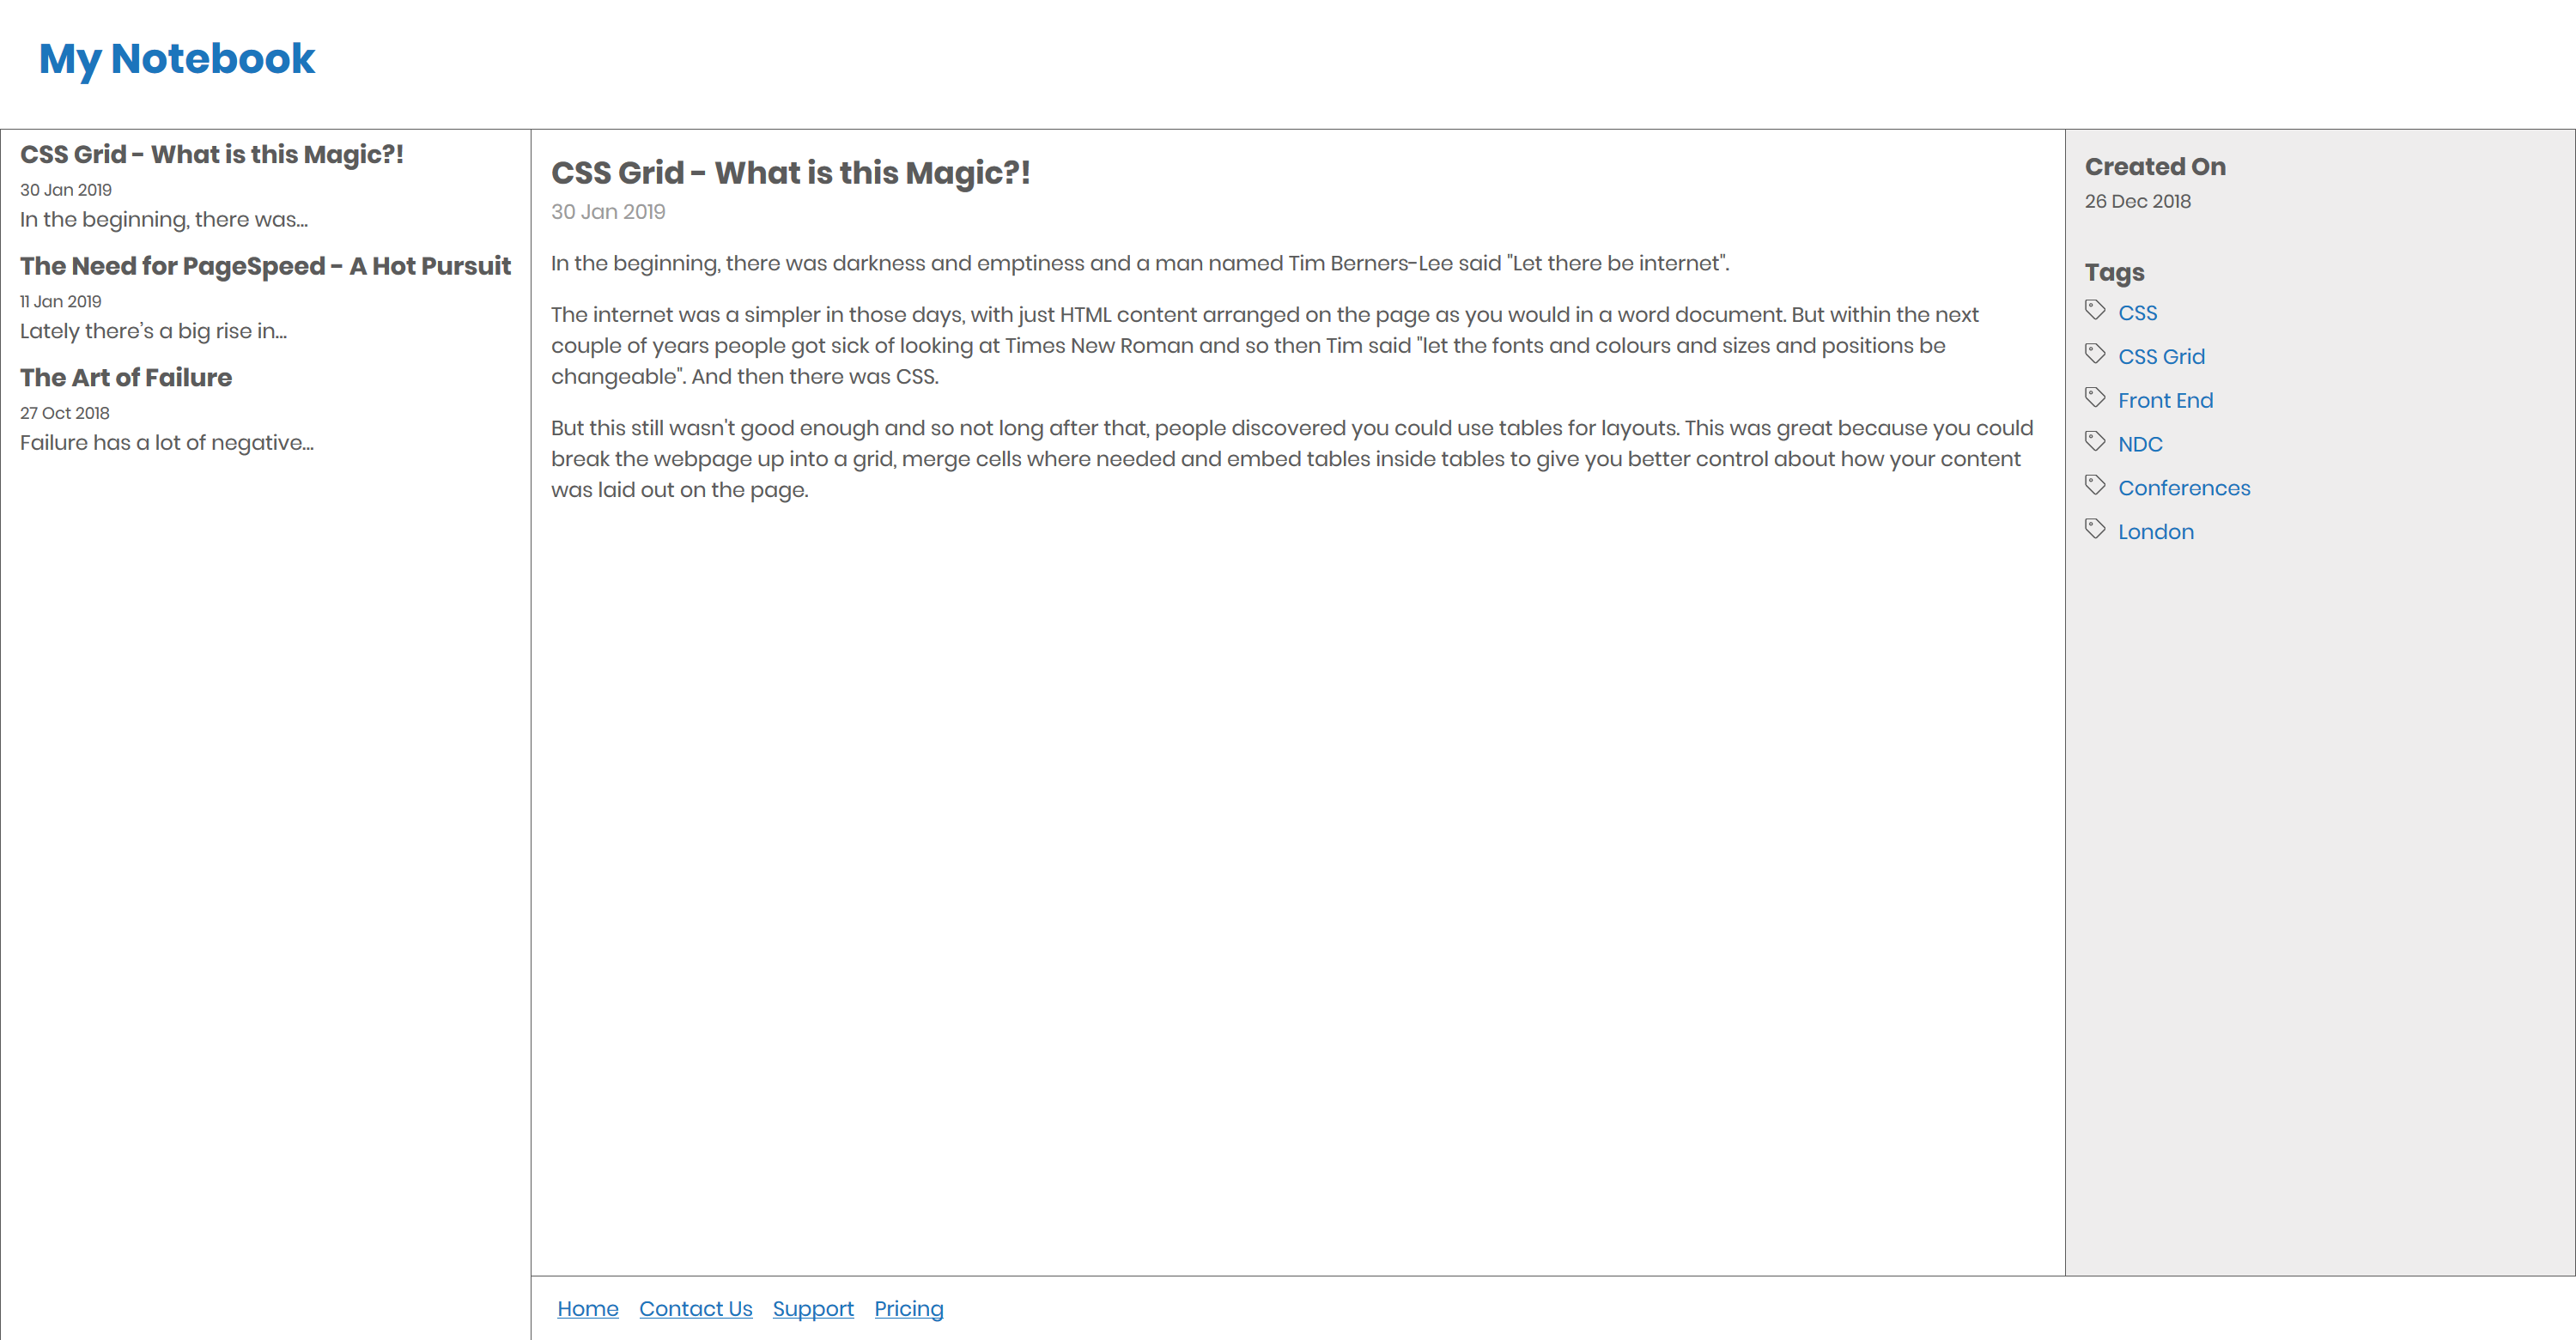 My Notebook
CSS Grid - What is this Magic?!
30 Jan 2019
In the beginning, there was...
The Need for PageSpeed - A Hot Pursuit
11 Jan 2019
Lately there's a big rise in...
The Art of Failure
27 Oct 2018
Failure has a lot of negative...
CSS Grid - What is this Magic?!
30 Jan 2019
In the beginning, there was darkness and emptiness and a man named Tim Berners-Lee said "Let there be internet".
The internet was a simpler in those days, with just HTML content arranged on the page as you would in a word document. But within the next
couple of years people got sick of looking at Times New Roman and so then Tim said "let the fonts and colours and sizes and positions be
changeable". And then there was CSS.
But this still wasn't good enough and so not long after that, people discovered you could use tables for layouts. This was great because you could
break the webpage up into a grid, merge cells where needed and embed tables inside tables to give you better control about how your content
was laid out on the page.
Created On
26 Dec 2018
Tags
CSS
CSS Grid
Front End
NDC
Conferences
London
Home Contact Us Support Pricing